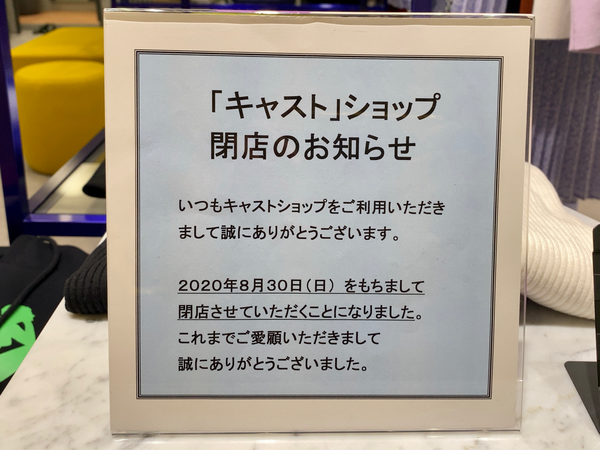 「キャスト」ショップ
閉店のお知らせ
いつもキャストショップをご利用いただき
まして誠にありがとうございます。
2020年8月30日(日) をもちまして
閉店させていただくことになりました。
これまでご愛顧いただきまして
誠にありがとうございました。